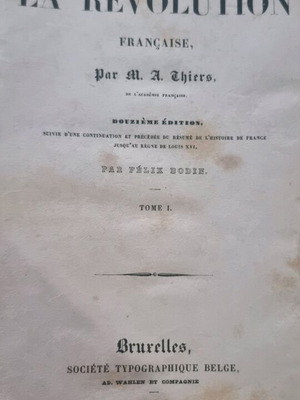 LA RÉVOLUTION
FRANÇAISE,
Par M. A. Thiers,
DE L'ACADÉMIE FRANÇAISE.
DOUZIÈME ÉDITION,
SUIVIE D'UNE CONTINUATION ET PRÉCÉDÉE DU RÉSUMÉ DE L'HISTOIRE DE FRANCE
JUSQU'AU RÈGNE DE LOUIS XVI,
PAR FÉLIX BODIN.
TOME I.
Bruxelles,
SOCIÉTÉ TYPOGRAPHIQUE BELGE,
AD. WAHLEN ET COMPAGNIE